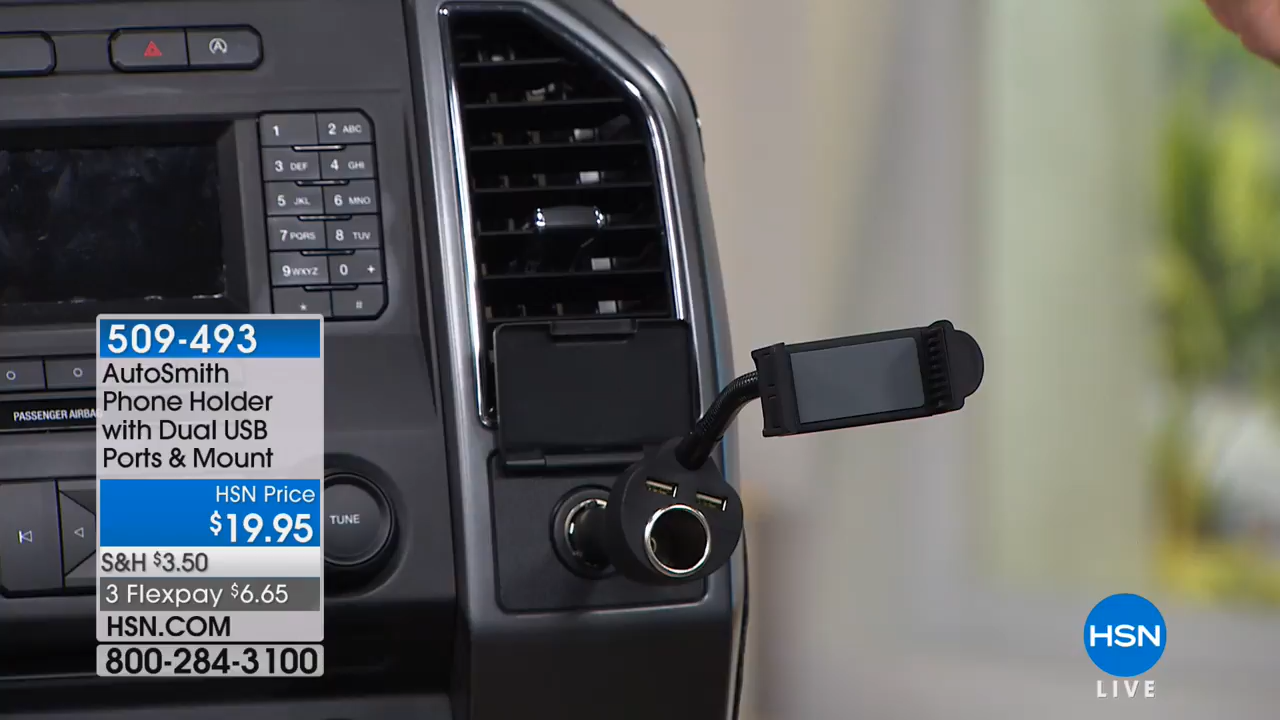 1
2 ABC
3 DEF
4 GHI
5 JKL
6 MNO
7 PQRS
8 TUV
9 WXYZ
0 +
*
#
PASSENGER AIRBAG
TUNE
509-493
AutoSmith
Phone Holder
with Dual USB
Ports & Mount
HSN Price
$19.95
S&H $3.50
3 Flexpay $6.65
HSN.COM
800-284-3100
HSN
LIVE